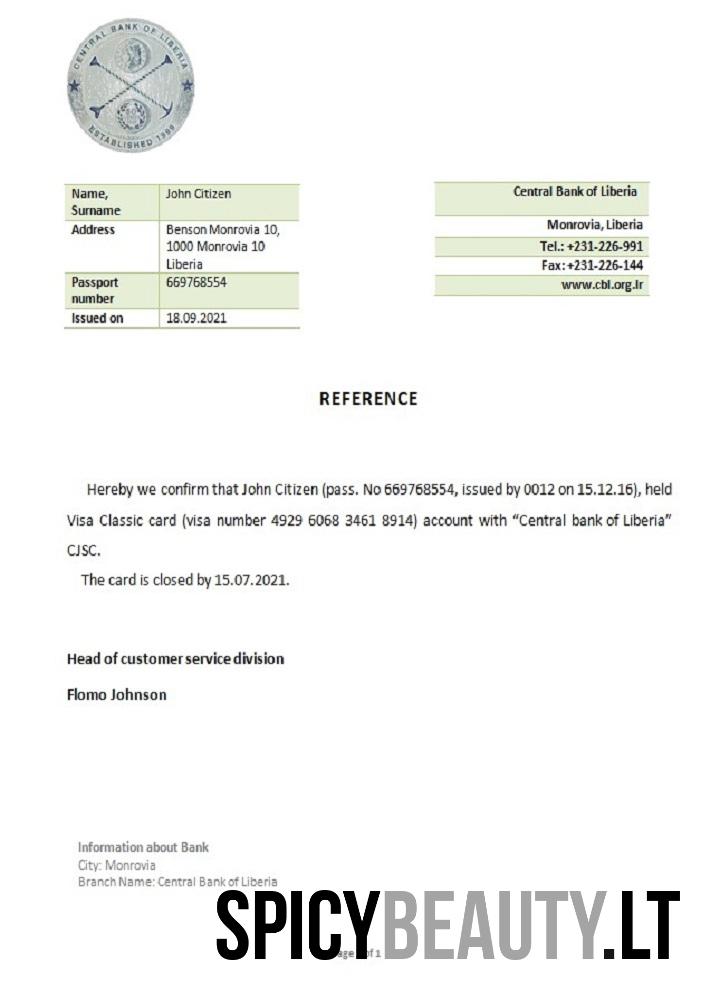 CENTRAL BANK OF LIBERIA
ESTABLISHED 1999
Name, Surname John Citizen
Address Benson Monrovia 10,
1000 Monrovia 10
Liberia
Passport number 669768554
Issued on 18.09.2021
Central Bank of Liberia
Monrovia, Liberia
Tel.: +231-226-991
Fax: +231-226-144
www.cbl.org.lr
REFERENCE
Hereby we confirm that John Citizen (pass. No 669768554, issued by 0012 on 15.12.16), held
Visa Classic card (visa number 4929 6068 3461 8914) account with “Central bank of Liberia”
CJSC.
The card is closed by 15.07.2021.
Head of customer service division
Flomo Johnson
Information about Bank
City: Monrovia
Branch Name: Central Bank of Liberia
SPICYBEAUTY.LT
of 1